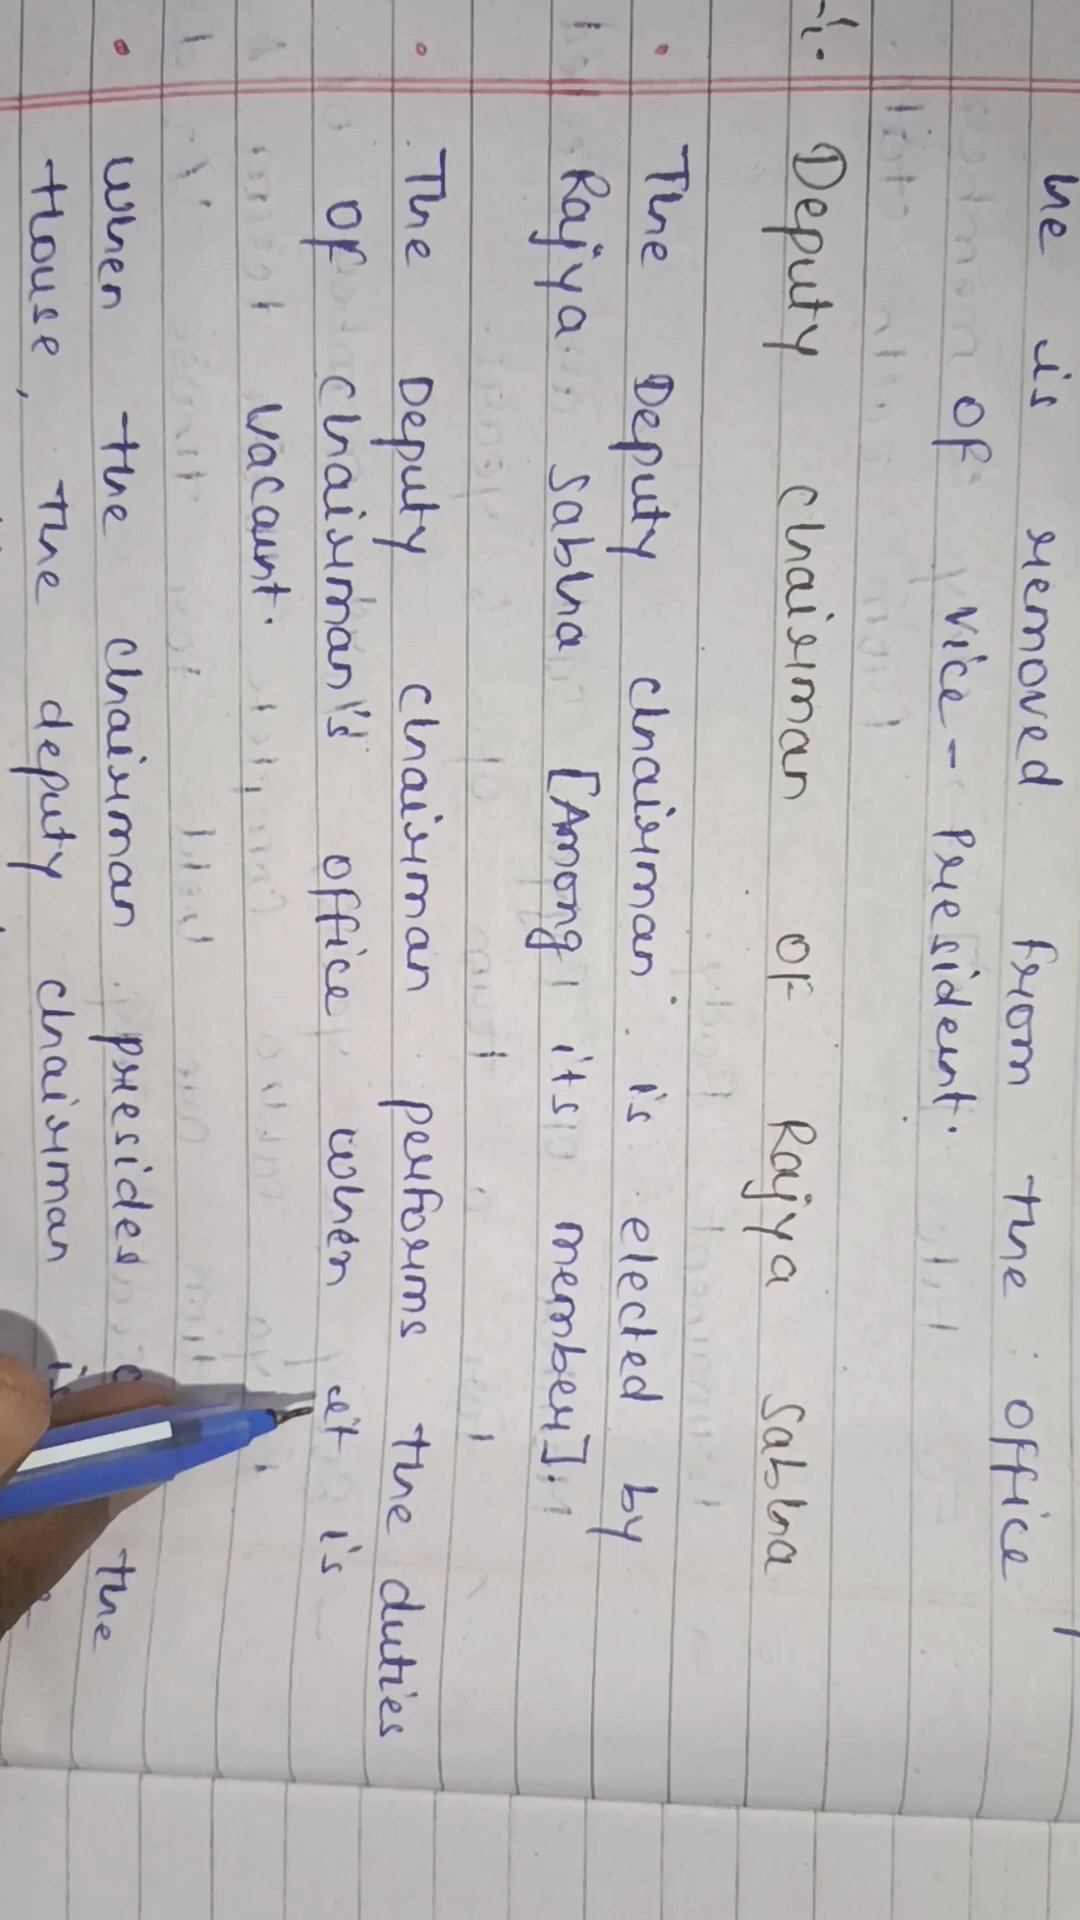 he is removed from the office
of vice-president.
Deputy chairman of Rajya Sabha
• The Deputy chairman is elected by
Rajya Sabha [Among its member].
• The Deputy chairman performs the duties
of chairman's office when it is
vacant.
• when the chairman presides the
House, the deputy chairman